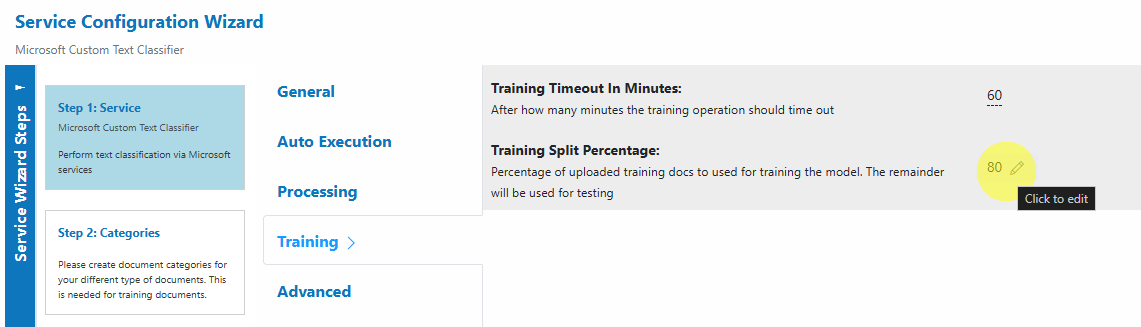 Service Configuration Wizard
Microsoft Custom Text Classifier
Service Wizard Steps
Step 1: Service
Microsoft Custom Text Classifier
Perform text classification via Microsoft
services
Step 2: Categories
Please create document categories for
your different type of documents. This
is needed for training documents.
General
Auto Execution
Processing
Training
Advanced
Training Timeout In Minutes:
After how many minutes the training operation should time out
60
Training Split Percentage:
Percentage of uploaded training docs to used for training the model. The remainder
will be used for testing
80
Click to edit